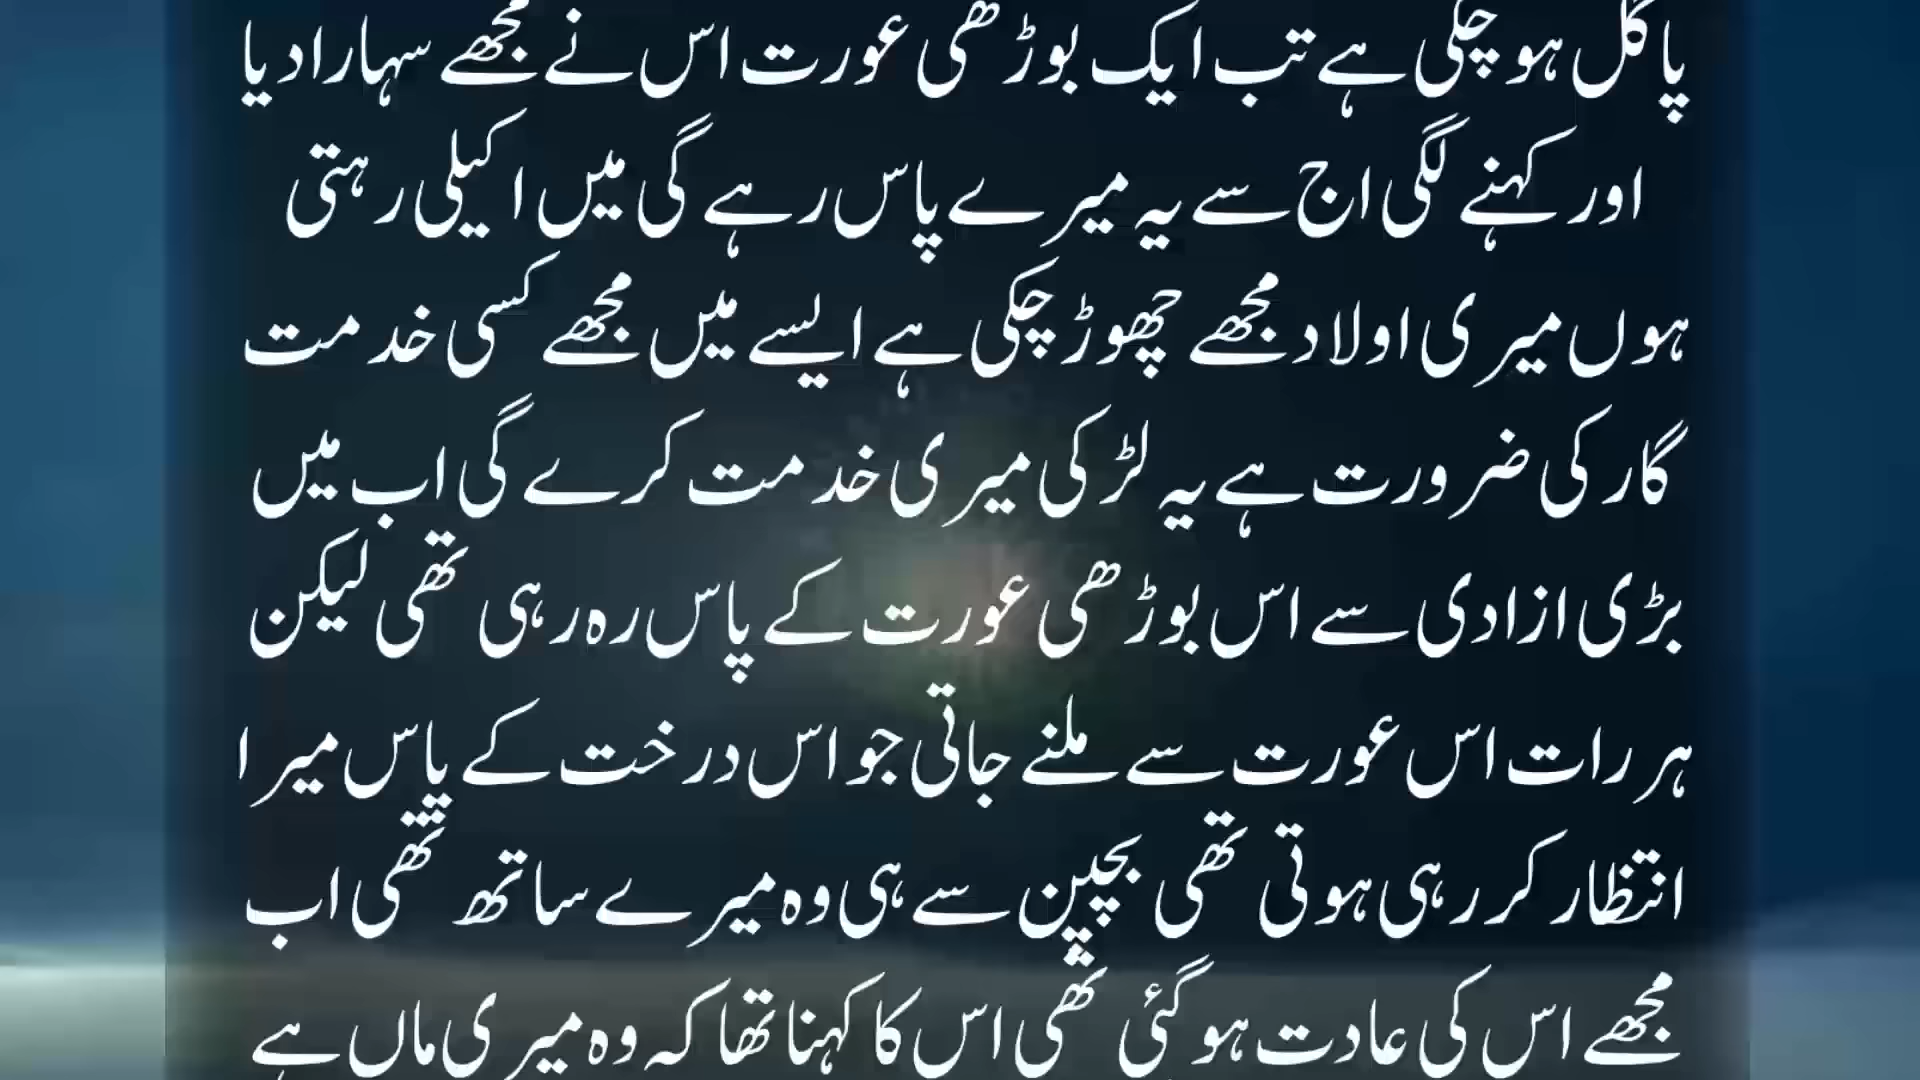 پاگل ہو چکی ہے تب ایک بوڑھی عورت اس نے مجھے سہارا دیا
اور کہنے لگی اج سے یہ میرے پاس رہے گی میں اکیلی رہتی
ہوں میری اولاد مجھے چھوڑ چکی ہے ایسے میں مجھے کسی خدمت
گار کی ضرورت ہے یہ لڑکی میری خدمت کرے گی اب میں
بڑی ازادی سے اس بوڑھی عورت کے پاس رہ رہی تھی لیکن
ہر رات اس عورت سے ملنے جاتی جو اس درخت کے پاس میرا
انتظار کر رہی ہوتی تھی بچپن سے ہی وہ میرے ساتھ تھی اب
مجھے اس کی عادت ہو گئی تھی اس کا کہنا تھا کہ وہ میری ماں ہے